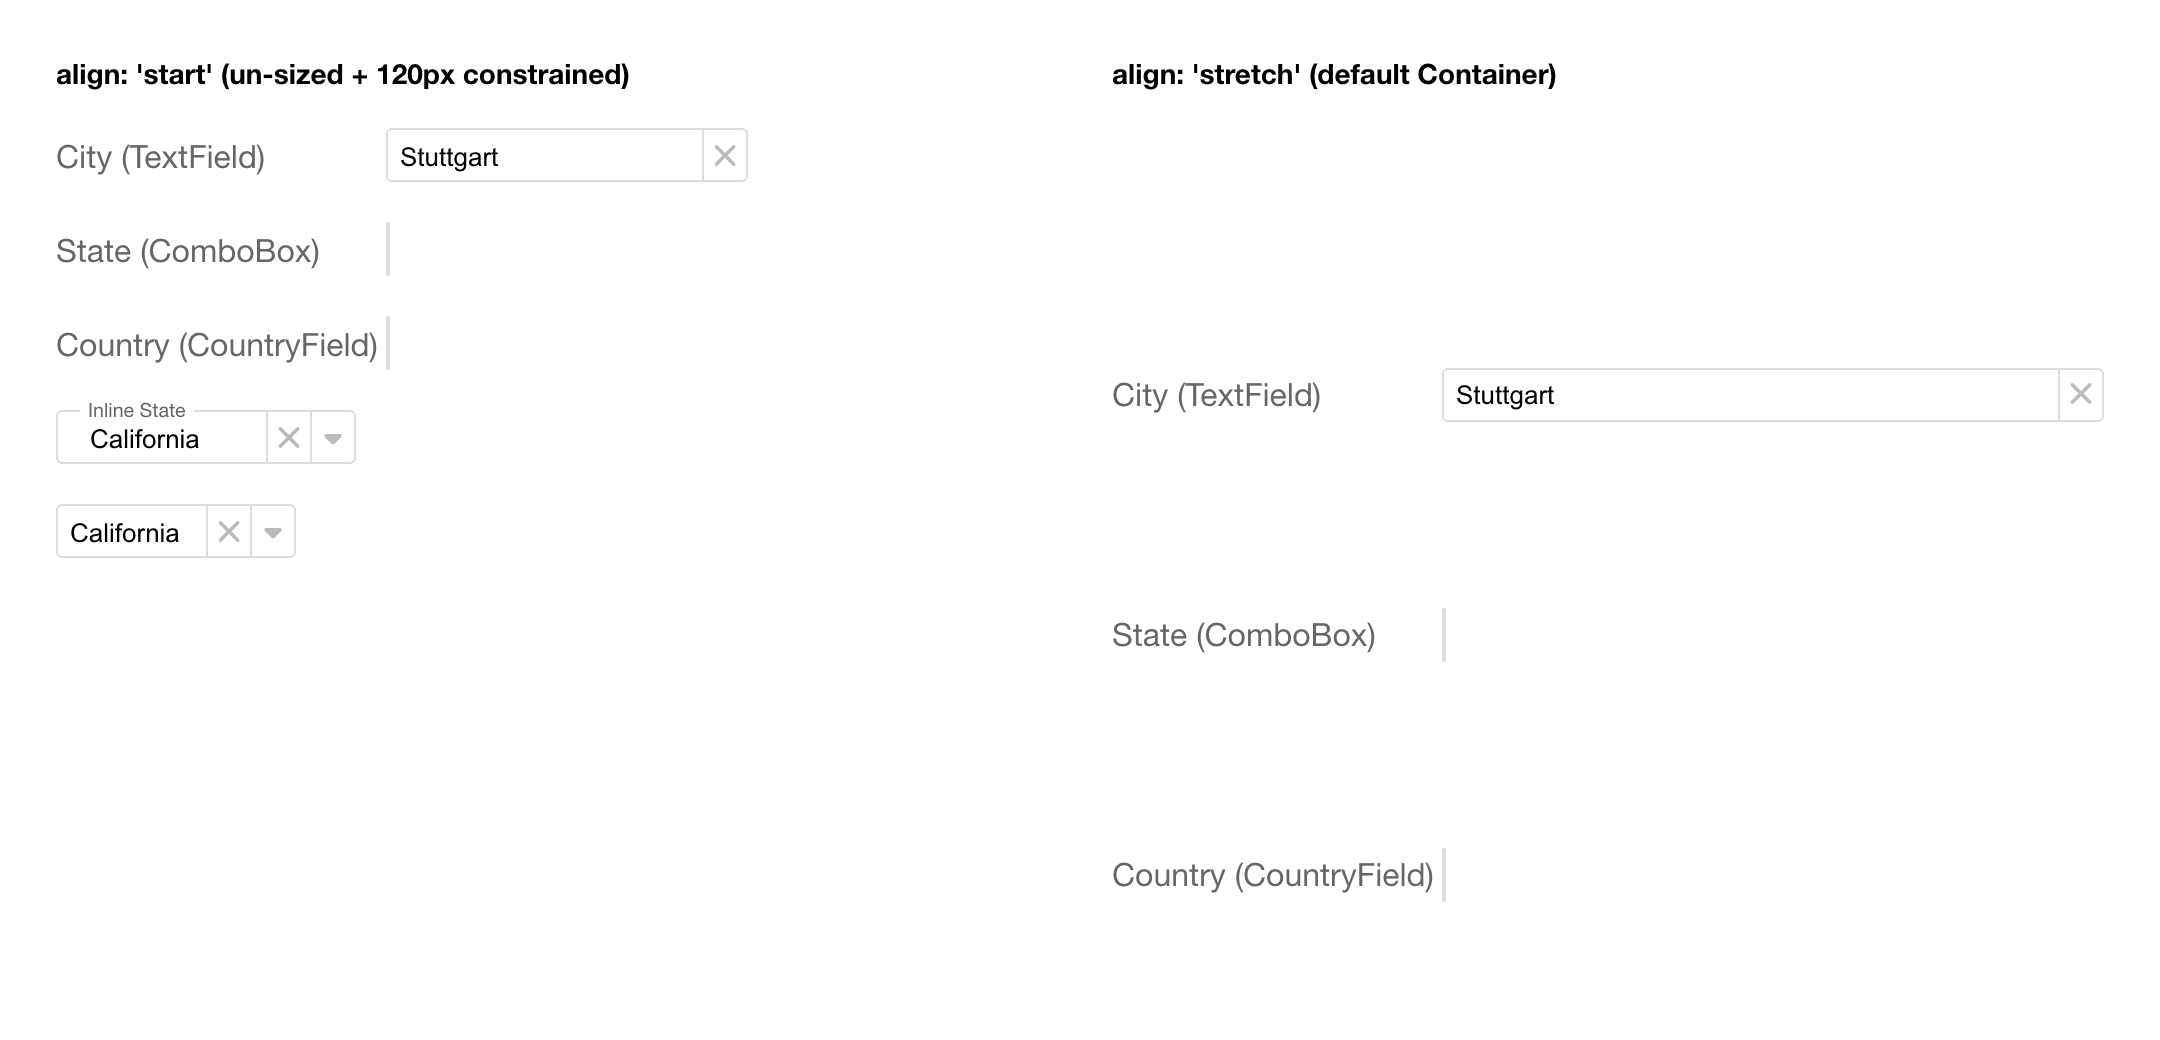 align: 'start' (un-sized + 120px constrained)
City (TextField)
Stuttgart
State (ComboBox)
Country (CountryField)
Inline State
California
California
align: 'stretch' (default Container)
City (TextField)
Stuttgart
State (ComboBox)
Country (CountryField)